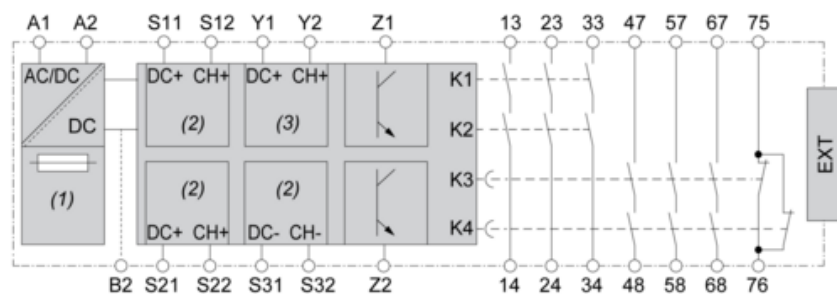 A1 A2 S11 S12 Y1 Y2 Z1 13 23 33 47 57 67 75
AC/DC DC+ CH+ DC+ CH+ K1
DC (2) (3) K2
(1) (2) (2) K3
EXT
DC+ CH+ DC- CH- K4
B2 S21 S22 S31 S32 Z2 14 24 34 48 58 68 76